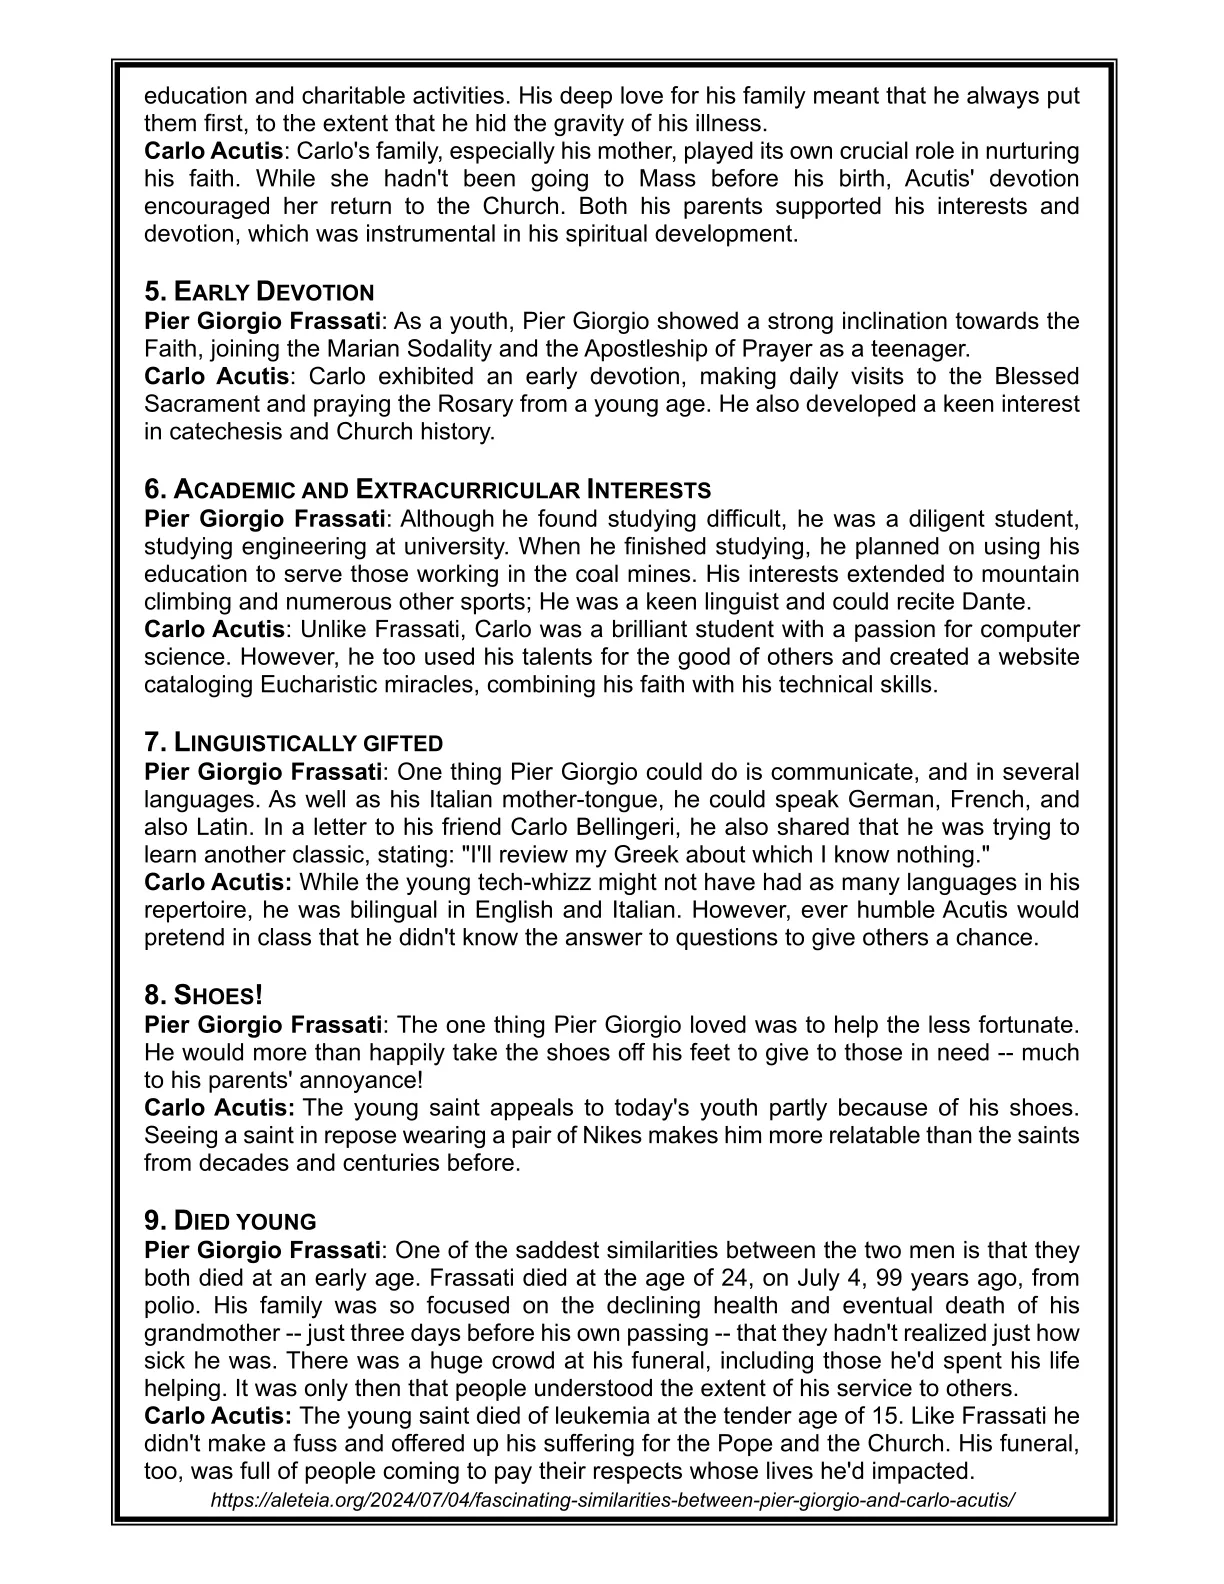 education and charitable activities. His deep love for his family meant that he always put
them first, to the extent that he hid the gravity of his illness.
Carlo Acutis: Carlo's family, especially his mother, played its own crucial role in nurturing
his faith. While she hadn't been going to Mass before his birth, Acutis' devotion
encouraged her return to the Church. Both his parents supported his interests and
devotion, which was instrumental in his spiritual development.
5. EARLY DEVOTION
Pier Giorgio Frassati: As a youth, Pier Giorgio showed a strong inclination towards the
Faith, joining the Marian Sodality and the Apostleship of Prayer as a teenager.
Carlo Acutis: Carlo exhibited an early devotion, making daily visits to the Blessed
Sacrament and praying the Rosary from a young age. He also developed a keen interest
in catechesis and Church history.
6. ACADEMIC AND EXTRACURRICULAR INTERESTS
Pier Giorgio Frassati: Although he found studying difficult, he was a diligent student,
studying engineering at university. When he finished studying, he planned on using his
education to serve those working in the coal mines. His interests extended to mountain
climbing and numerous other sports; He was a keen linguist and could recite Dante.
Carlo Acutis: Unlike Frassati, Carlo was a brilliant student with a passion for computer
science. However, he too used his talents for the good of others and created a website
cataloging Eucharistic miracles, combining his faith with his technical skills.
7. LINGUISTICALLY GIFTED
Pier Giorgio Frassati: One thing Pier Giorgio could do is communicate, and in several
languages. As well as his Italian mother-tongue, he could speak German, French, and
also Latin. In a letter to his friend Carlo Bellingeri, he also shared that he was trying to
learn another classic, stating: "I'll review my Greek about which I know nothing."
Carlo Acutis: While the young tech-whizz might not have had as many languages in his
repertoire, he was bilingual in English and Italian. However, ever humble Acutis would
pretend in class that he didn't know the answer to questions to give others a chance.
8. SHOES!
Pier Giorgio Frassati: The one thing Pier Giorgio loved was to help the less fortunate.
He would more than happily take the shoes off his feet to give to those in need -- much
to his parents' annoyance!
Carlo Acutis: The young saint appeals to today's youth partly because of his shoes.
Seeing a saint in repose wearing a pair of Nikes makes him more relatable than the saints
from decades and centuries before.
9. DIED YOUNG
Pier Giorgio Frassati: One of the saddest similarities between the two men is that they
both died at an early age. Frassati died at the age of 24, on July 4, 99 years ago, from
polio. His family was so focused on the declining health and eventual death of his
grandmother -- just three days before his own passing -- that they hadn't realized just how
sick he was. There was a huge crowd at his funeral, including those he'd spent his life
helping. It was only then that people understood the extent of his service to others.
Carlo Acutis: The young saint died of leukemia at the tender age of 15. Like Frassati he
didn't make a fuss and offered up his suffering for the Pope and the Church. His funeral,
too, was full of people coming to pay their respects whose lives he'd impacted.
https://aleteia.org/2024/07/04/fascinating-similarities-between-pier-giorgio-and-carlo-acutis/